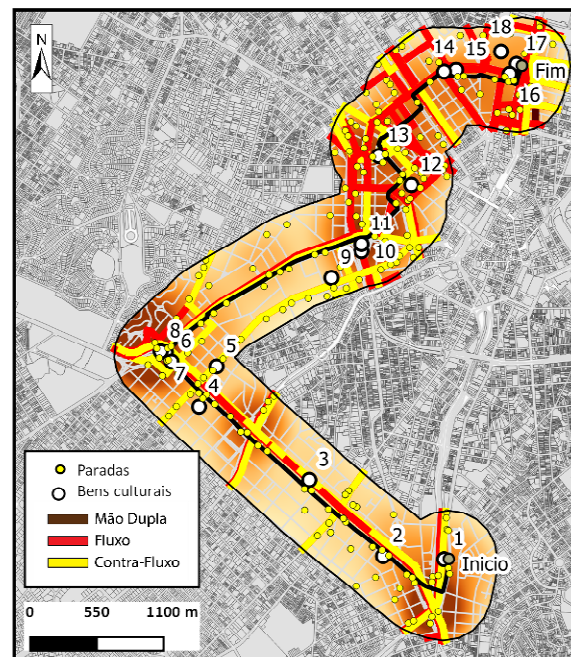 N
18
14
15
17
Fim
16
13
12
11
9
10
8
6
5
7
4
3
2
1
Inicio
Paradas
Bens culturais
Mão Dupla
Fluxo
Contra-Fluxo
0 550 1100 m